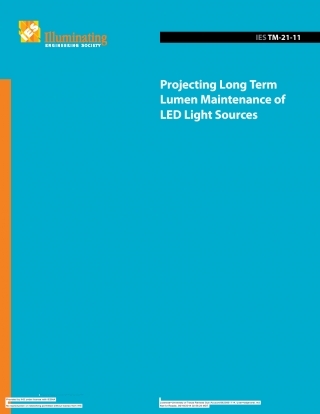 IES
Illuminating
ENGINEERING SOCIETY
IES TM-21-11
Projecting Long Term
Lumen Maintenance of
LED Light Sources